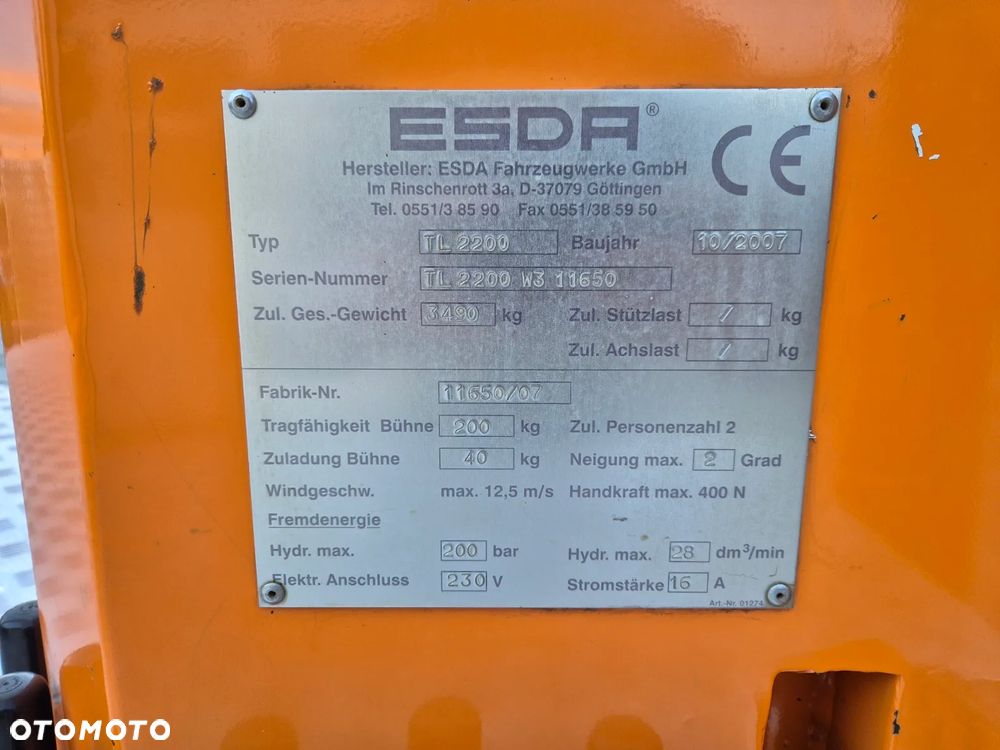 ESDA®
CE
Hersteller: ESDA Fahrzeugwerke GmbH
Im Rinschenrott 3a, D-37079 Göttingen
Tel. 0551/3 85 90 Fax 0551/38 59 50
Typ TL 2200 Baujahr 10/2007
Serien-Nummer TL 2200 W3 11650
Zul. Ges.-Gewicht 3490 kg Zul. Stützlast / kg
Zul. Achslast / kg
Fabrik-Nr. 11650/07
Tragfähigkeit Bühne 200 kg Zul. Personenzahl 2
Zuladung Bühne 40 kg Neigung max. 2 Grad
Windgeschw. max. 12,5 m/s Handkraft max. 400 N
Fremdenergie
Hydr. max. 200 bar Hydr. max. 28 dm³/min
Elektr. Anschluss 230 V Stromstärke 16 A
Art.-Nr. 01274
OTOMOTO